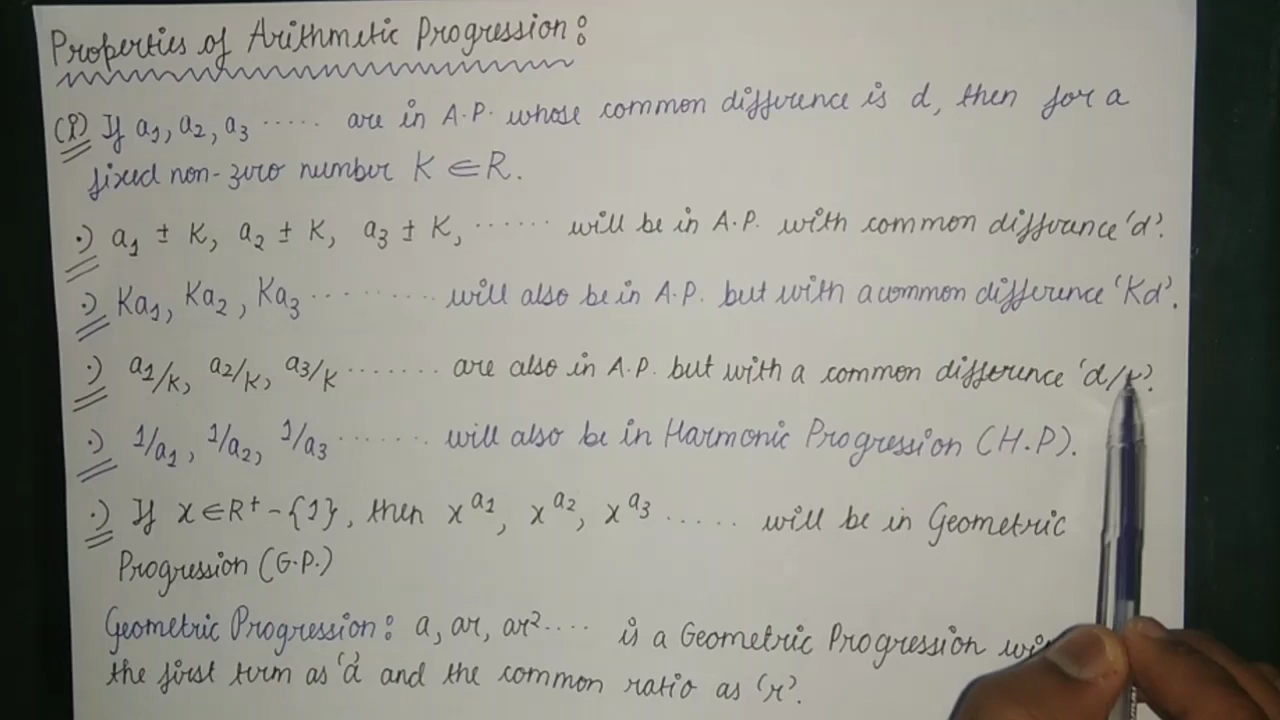 Properties of Arithmetic Progression:
(P) If a₁, a₂, a₃ ..... are in A.P. whose common difference is d, then for a
fixed non-zero number K ∈ R.
•) a₁ ± K, a₂ ± K, a₃ ± K, ...... will be in A.P. with common difference 'd'.
•) Ka₁, Ka₂, Ka₃ ......... will also be in A.P. but with a common difference 'Kd'.
•) a₁/K, a₂/K, a₃/K ....... are also in A.P. but with a common difference 'd/K'.
•) 1/a₁, 1/a₂, 1/a₃ ....... will also be in Harmonic Progression (H.P).
•) If x ∈ R⁺ - {1}, then x^a₁, x^a₂, x^a₃ ..... will be in Geometric
Progression (G.P.)
Geometric Progression: a, ar, ar² .... is a Geometric Progression
the first term as 'a' and the common ratio as 'r'.